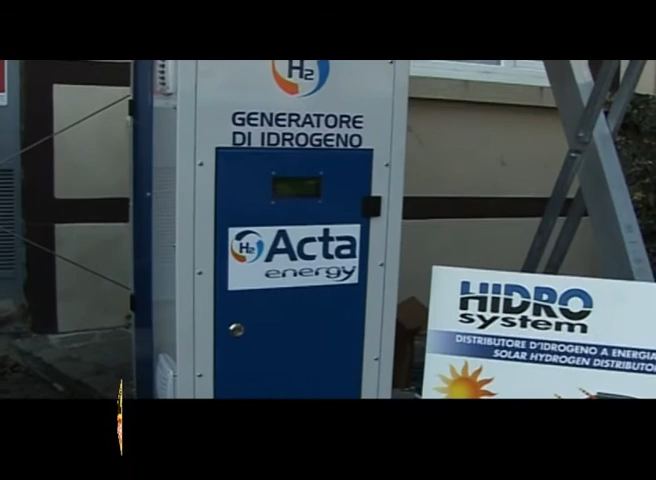 H2
GENERATORE
DI IDROGENO
H2 Acta
energy
HIDRO
system
DISTRIBUTORE D'IDROGENO A ENERGIA
SOLAR HYDROGEN DISTRIBUTO